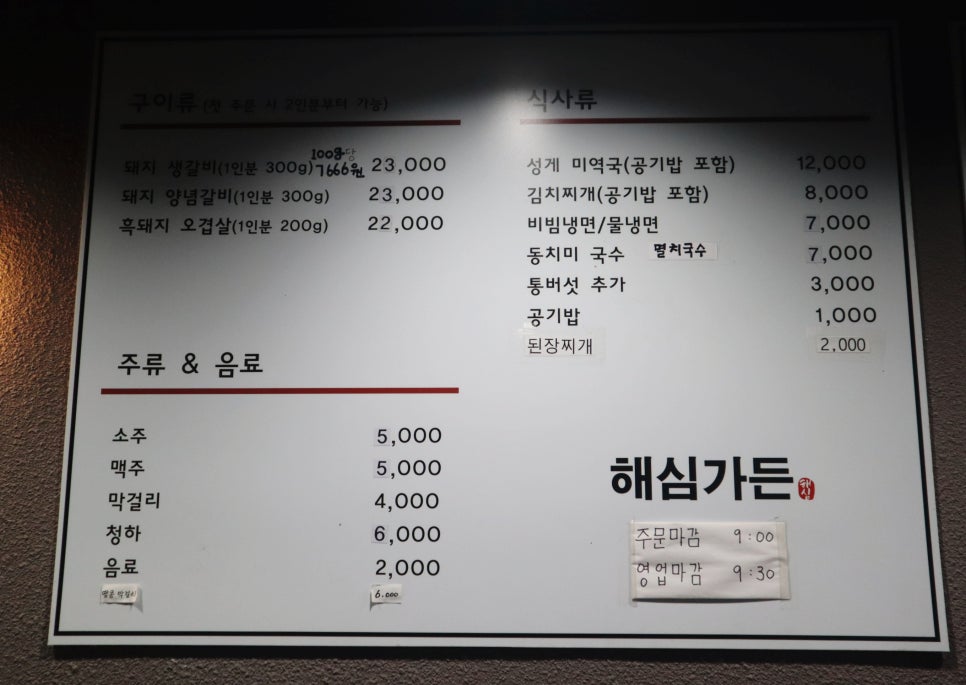 구이류 (첫 주문 시 2인분부터 가능)
돼지 생갈비(1인분 300g) 100g당 7666원 23,000
돼지 양념갈비(1인분 300g) 23,000
흑돼지 오겹살(1인분 200g) 22,000
주류 & 음료
소주 5,000
맥주 5,000
막걸리 4,000
청하 6,000
음료 2,000
막걸리 6.000
식사류
성게 미역국(공기밥 포함) 12,000
김치찌개(공기밥 포함) 8,000
비빔냉면/물냉면 7,000
동치미 국수 멸치국수 7,000
통버섯 추가 3,000
공기밥 1,000
된장찌개 2,000
해심가든
해심
주문마감 9:00
영업마감 9:30